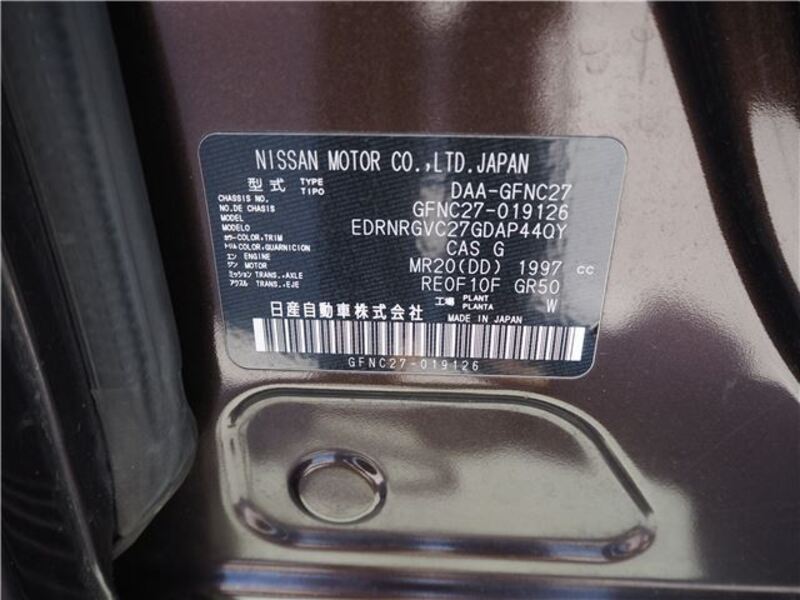 NISSAN MOTOR CO.,LTD.JAPAN
型式 TYPE TIPO DAA-GFNC27
CHASSIS NO. NO.DE CHASIS GFNC27-019126
MODEL MODELO EDRNRGVC27GDAP44QY
カラー COLOR,TRIM トリム COLOR,GUARNICION CAS G
エン ENGINE ジン MOTOR MR20(DD) 1997 cc
ミッション TRANS.,AXLE アクスル TRANS.,EJE RE0F10F GR50
工場 PLANT PLANTA W
日産自動車株式会社 MADE IN JAPAN
GFNC27-019126